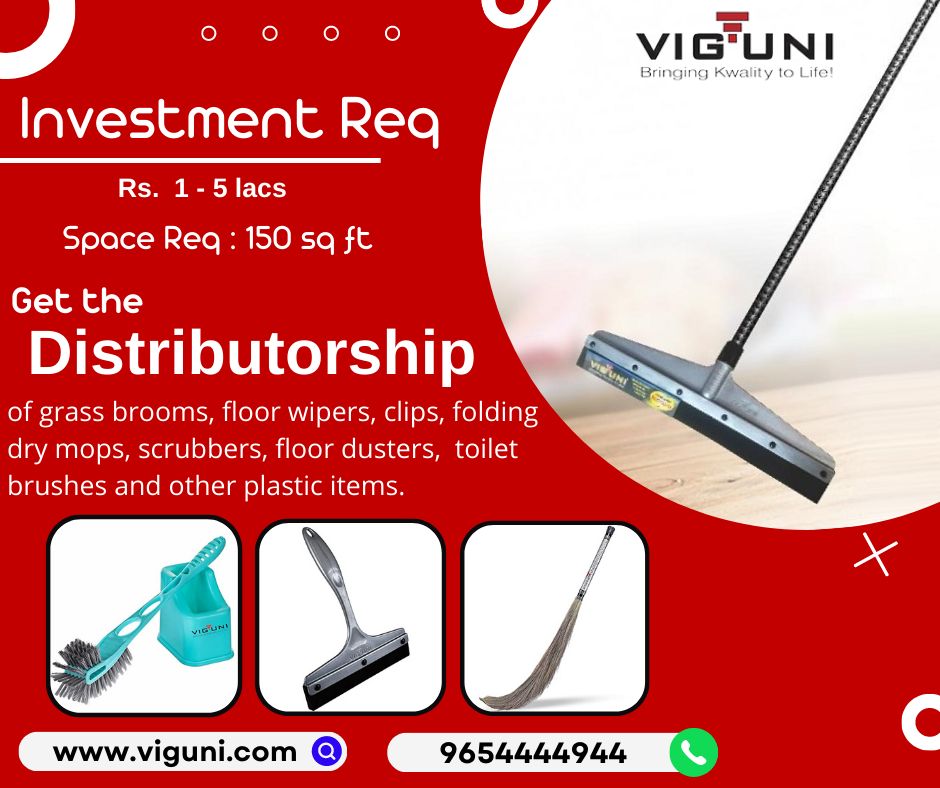 VIGUNI
Bringing Kwality to Life!
Investment Req
Rs. 1 - 5 lacs
Space Req : 150 sq ft
Get the
Distributorship
of grass brooms, floor wipers, clips, folding
dry mops, scrubbers, floor dusters, toilet
brushes and other plastic items.
VIGUNI
VIGUNI
www.viguni.com
9654444944